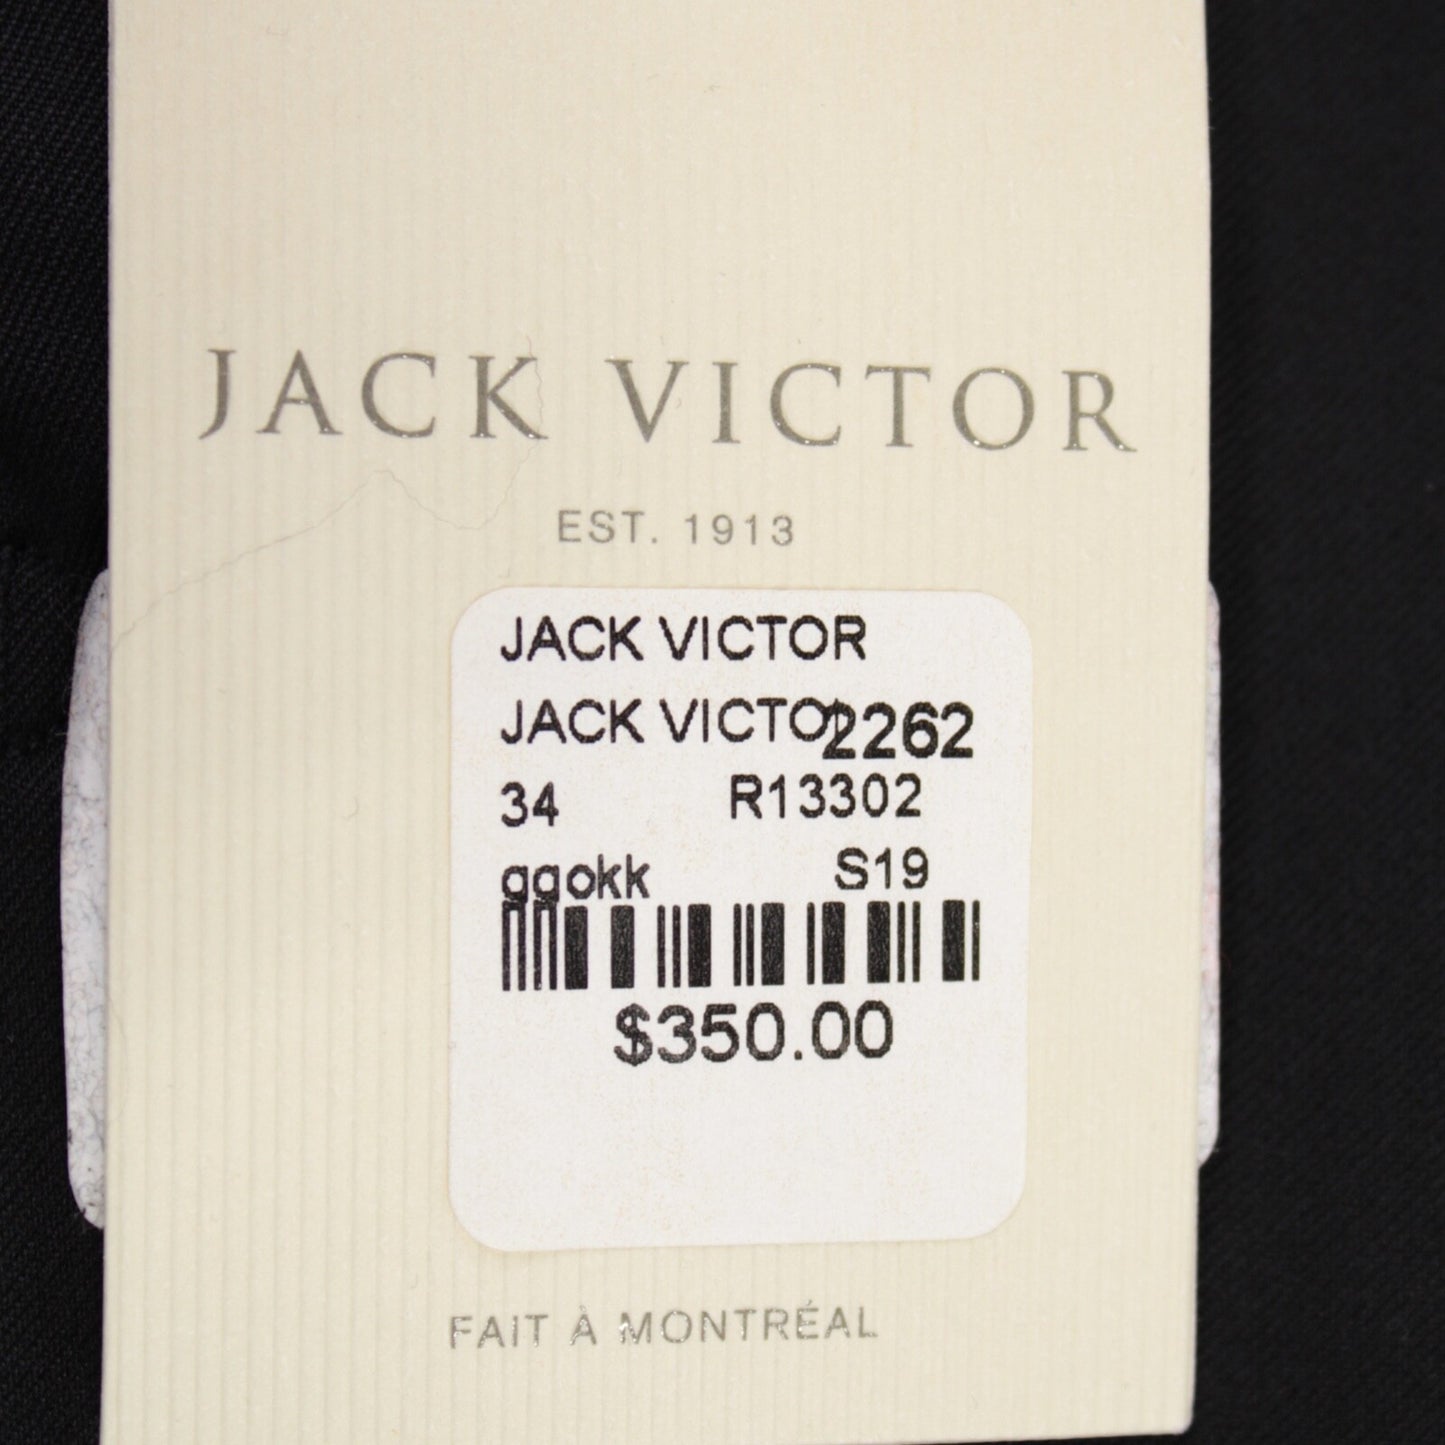 JACK VICTOR
EST. 1913
JACK VICTOR
JACK VICTO 2262
34 R13302
ggokk S19
$350.00
FAIT À MONTRÉAL